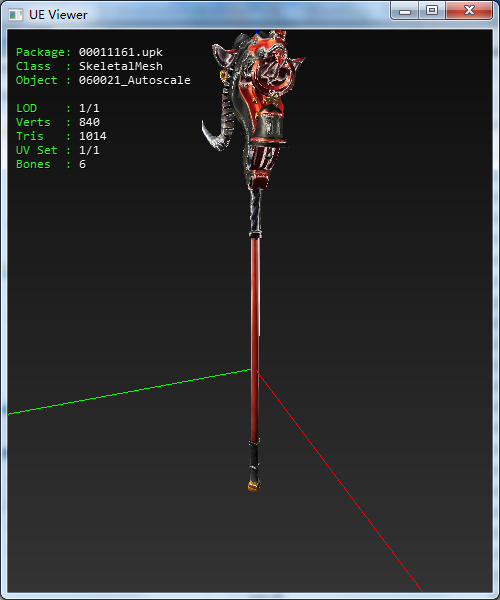 UE Viewer
Package: 00011161.upk
Class  : SkeletalMesh
Object : 060021_Autoscale
LOD    : 1/1
Verts  : 840
Tris   : 1014
UV Set : 1/1
Bones  : 6